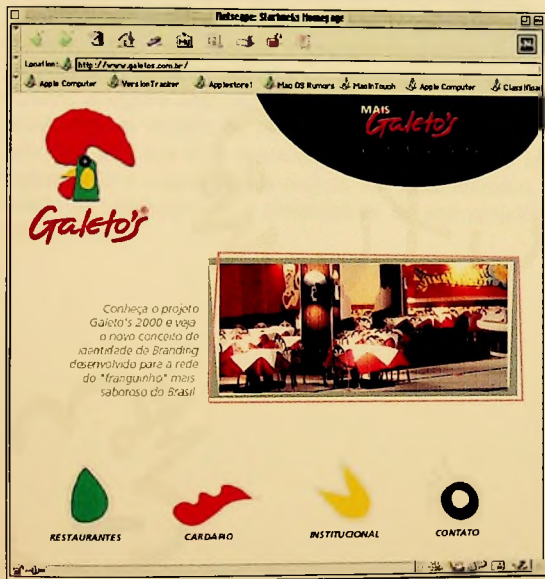 Netscape: Starbucks Homepage
Location: http://www.galetos.com.br/
Apple Computer VersionTracker Applestore! Mac OS Rumors MacInTouch Apple Computer
MAIS
Galeto's
Galeto's
Conheça o projeto
Galeto's 2000 e veja
o novo conceito de
identidade de Branding
desenvolvido para a rede
do "franguinho" mais
saboroso do Brasil
RESTAURANTES
CARDAPIO
INSTITUCIONAL
CONTATO